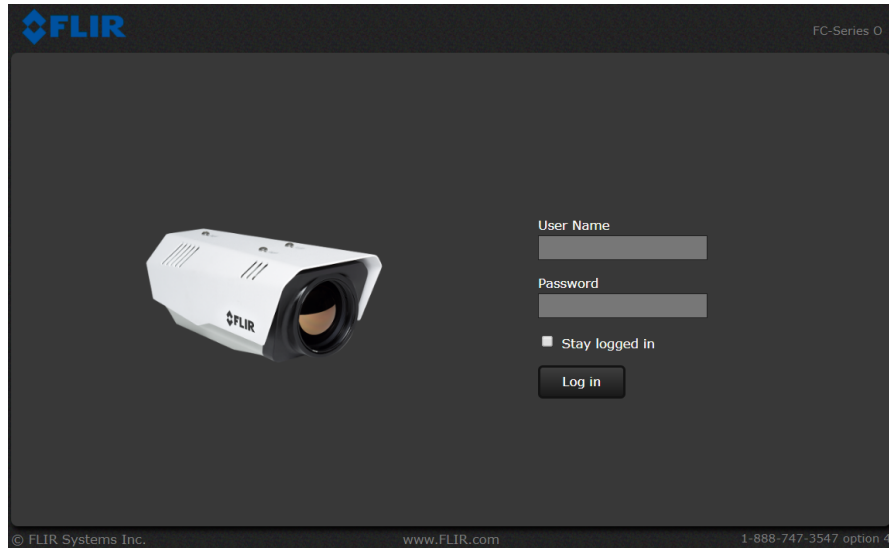 FLIR
FC-Series O
FLIR
User Name
Password
Stay logged in
Log in
© FLIR Systems Inc.
www.FLIR.com
1-888-747-3547 option 4